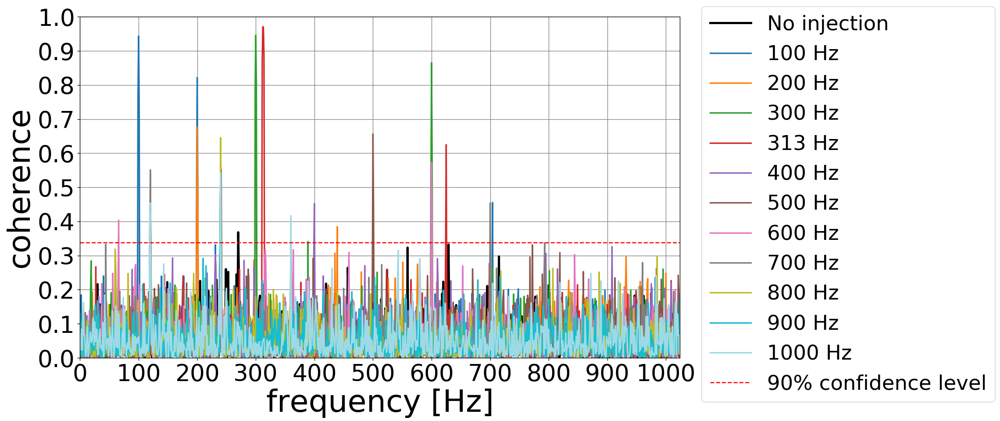 coherence
1.0
0.9
0.8
0.7
0.6
0.5
0.4
0.3
0.2
0.1
0.0
0 100 200 300 400 500 600 700 800 900 1000
frequency [Hz]
No injection
100 Hz
200 Hz
300 Hz
313 Hz
400 Hz
500 Hz
600 Hz
700 Hz
800 Hz
900 Hz
1000 Hz
90% confidence level